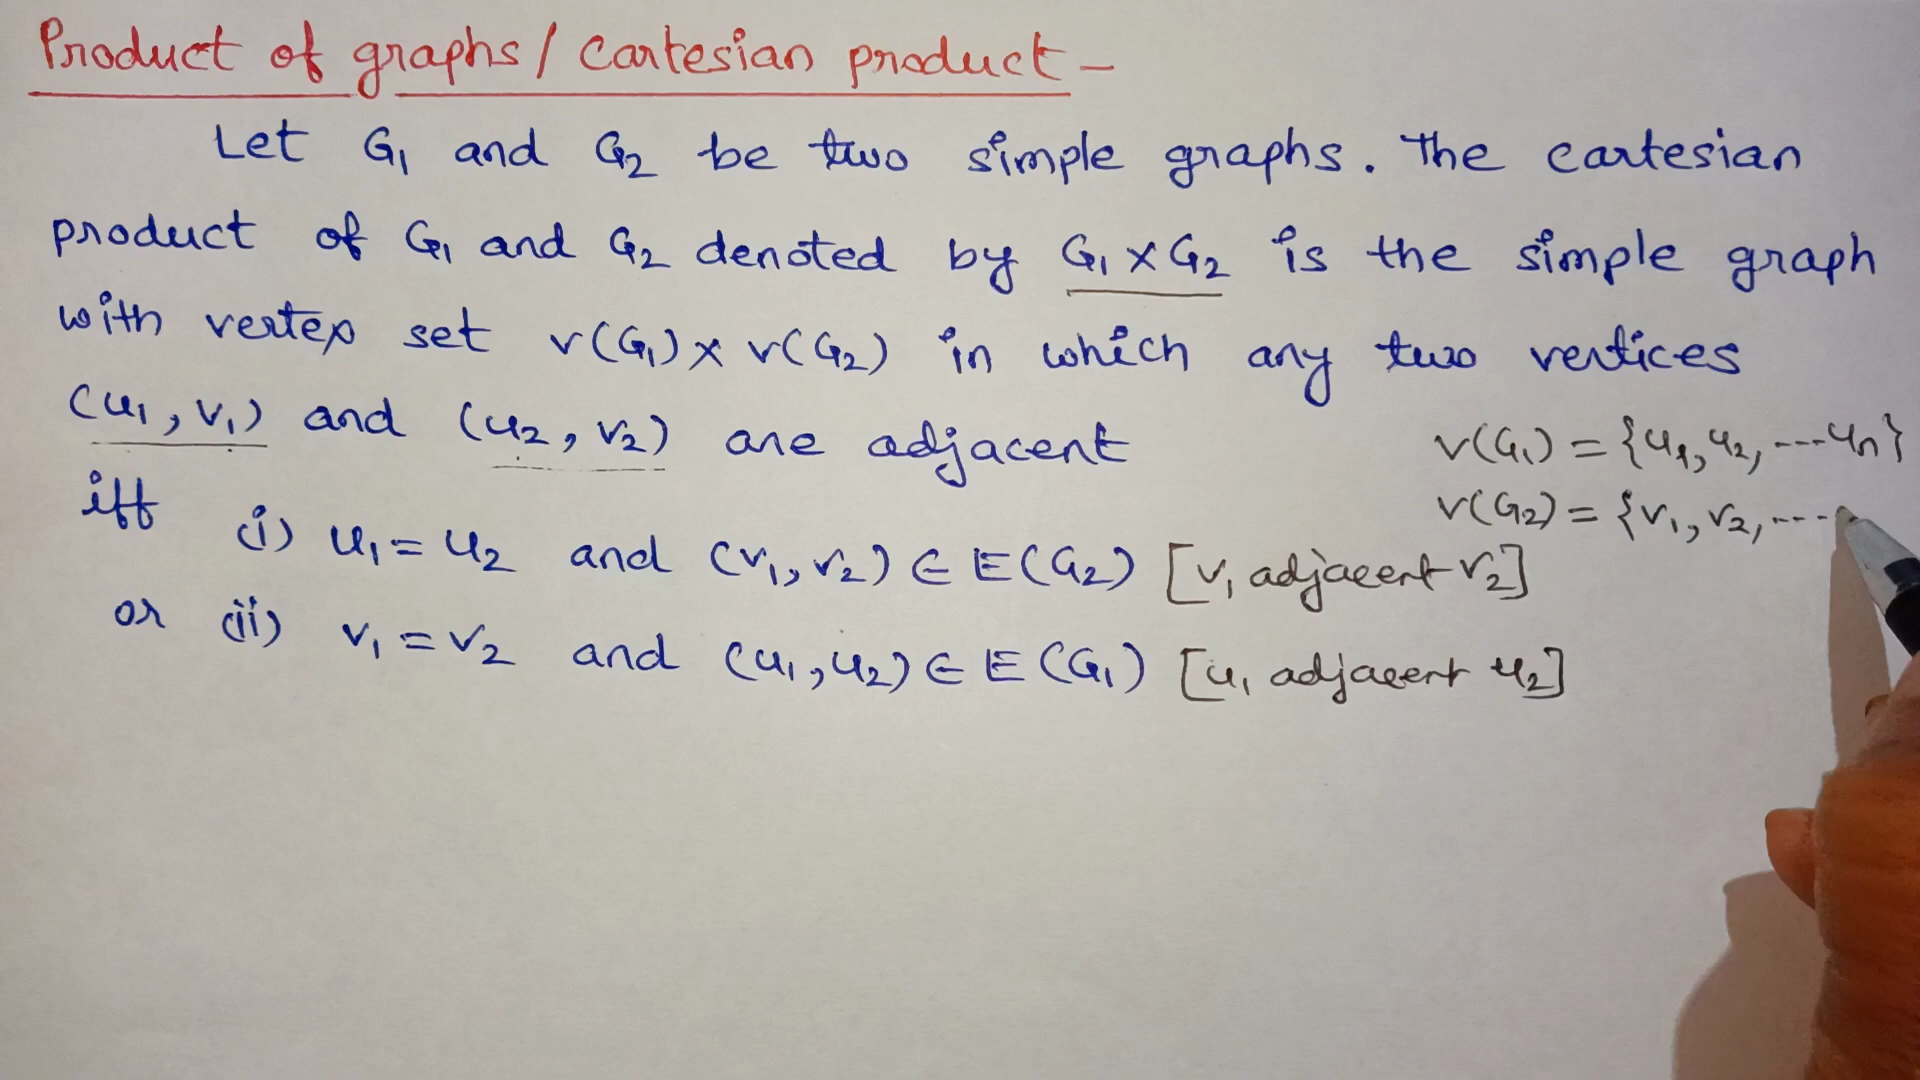 Product of graphs / Cartesian product -
Let G₁ and G₂ be two simple graphs. The cartesian
product of G₁ and G₂ denoted by G₁ x G₂ is the simple graph
with vertex set v(G₁) x v(G₂) in which any two vertices
(u₁, v₁) and (u₂, v₂) are adjacent
v(G₁) = {u₁, u₂, ---- un}
v(G₂) = {v₁, v₂, ----
iff (i) u₁ = u₂ and (v₁, v₂) ∈ E(G₂) [v₁ adjacent v₂]
or (ii) v₁ = v₂ and (u₁, u₂) ∈ E(G₁) [u₁ adjacent u₂]